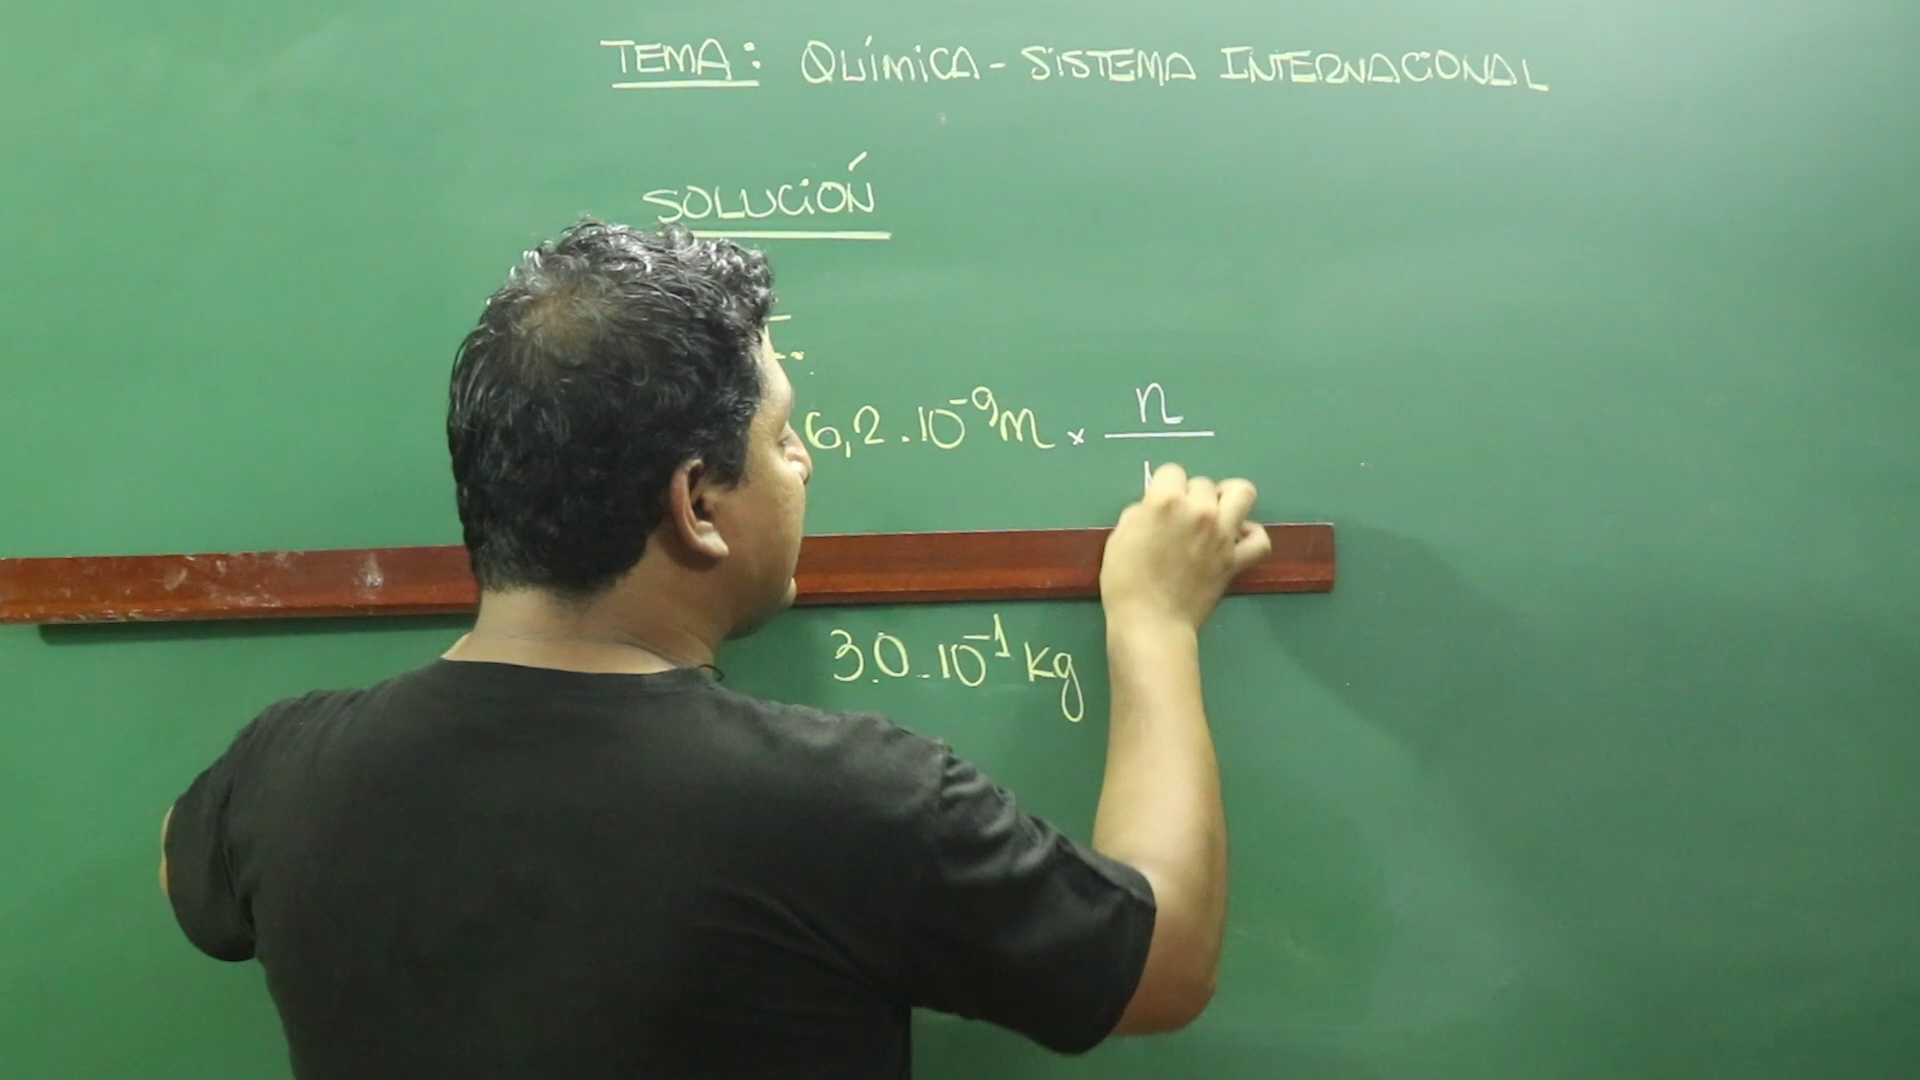 TEMA: QUÍMICA - SISTEMA INTERNACIONAL
SOLUCIÓN
6,2.10⁻⁹m × n
3.0.10⁻¹ kg